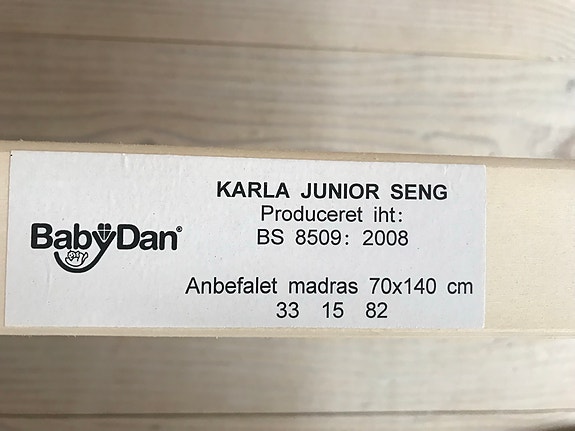 KARLA JUNIOR SENG
Produceret iht:
BS 8509: 2008
BabyDan®
Anbefalet madras 70x140 cm
33 15 82